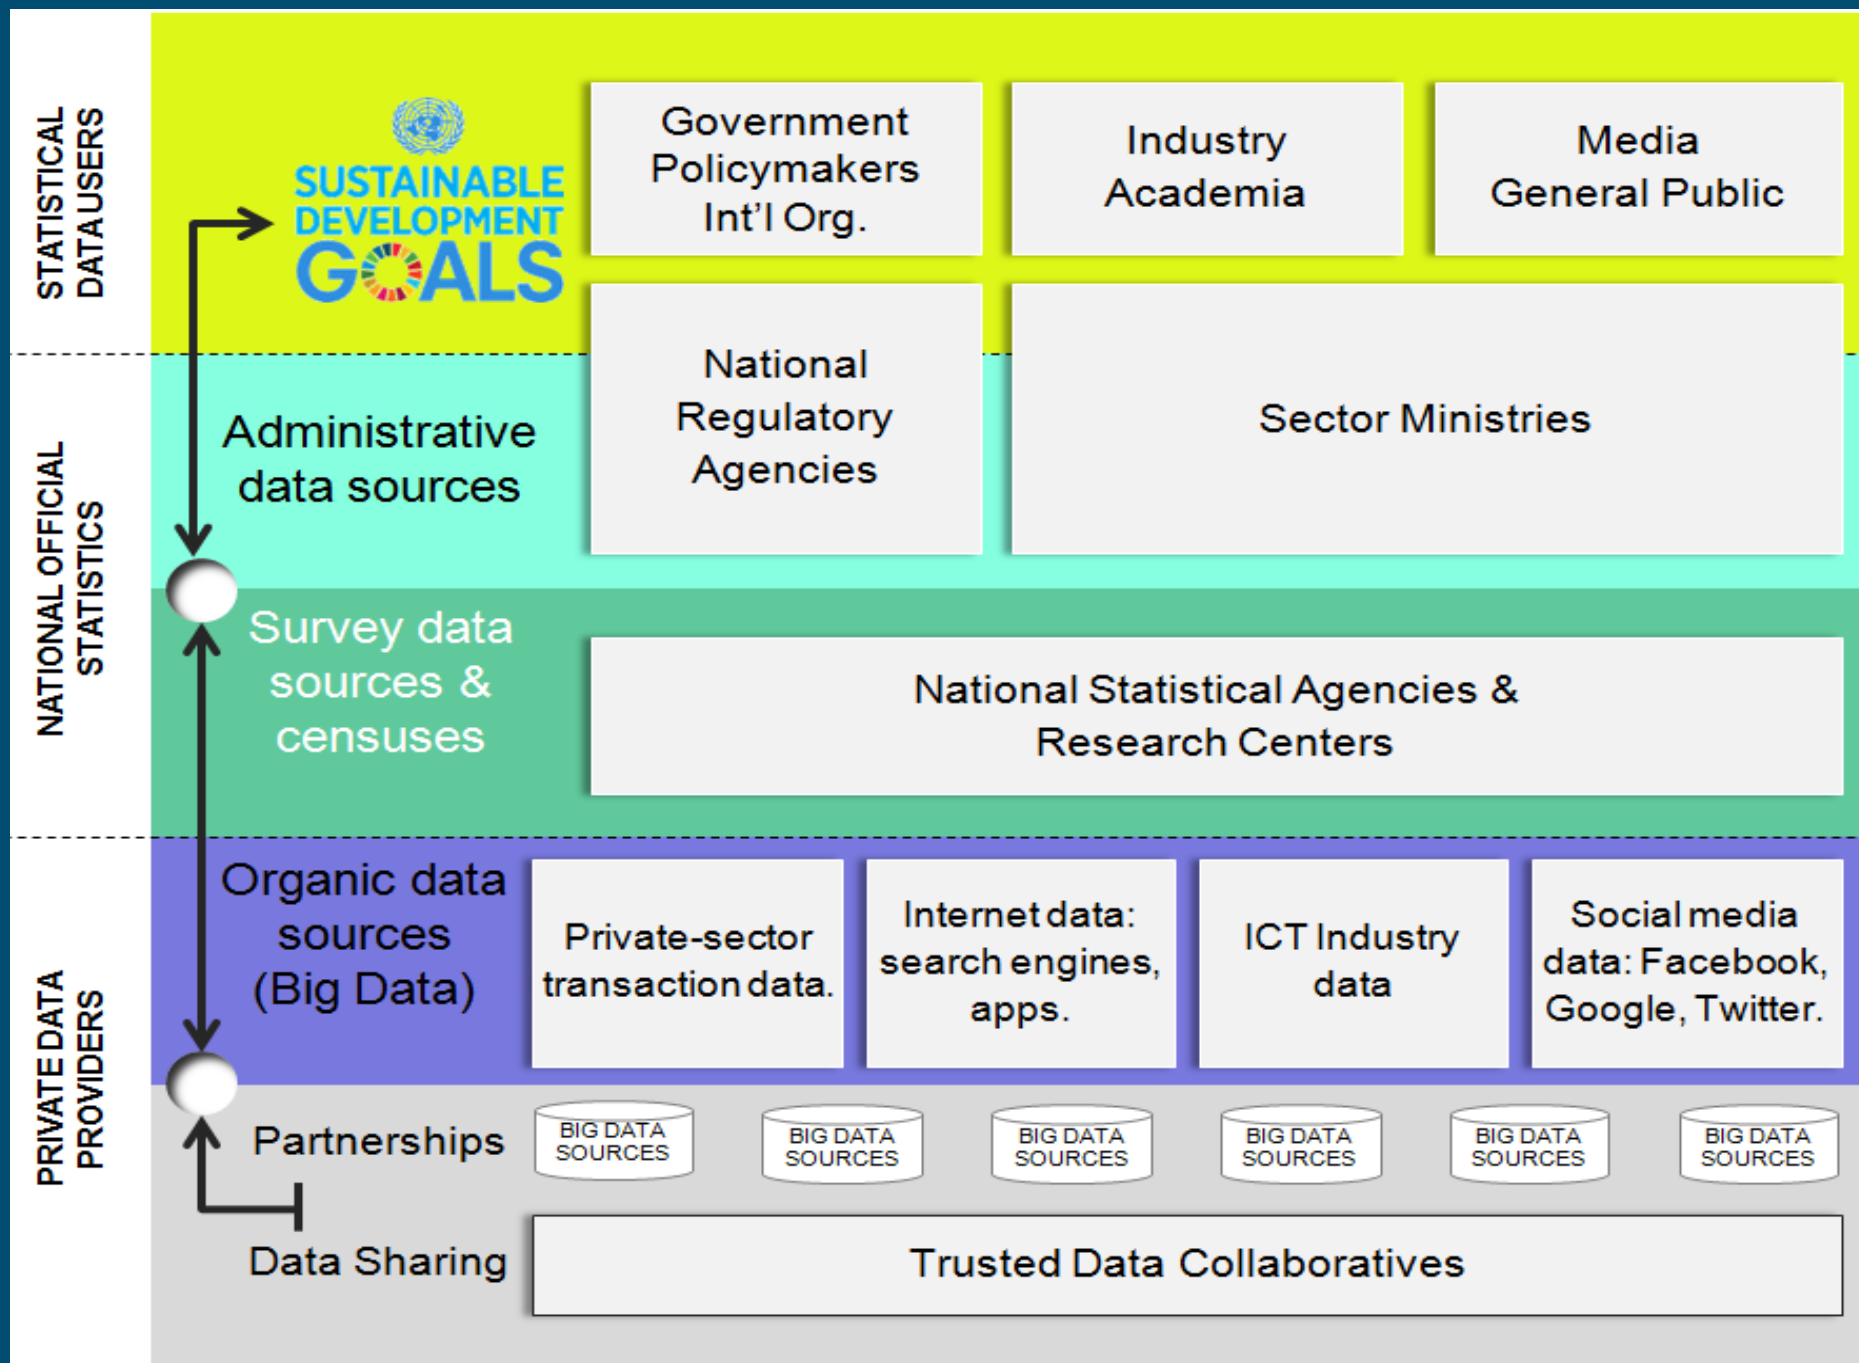 STATISTICAL
DATAUSERS
SUSTAINABLE
DEVELOPMENT
GOALS
Government
Policymakers
Int'l Org.
Industry
Academia
Media
General Public
NATIONAL OFFICIAL
STATISTICS
Administrative
data sources
National
Regulatory
Agencies
Sector Ministries
Survey data
sources &
censuses
National Statistical Agencies &
Research Centers
PRIVATE DATA
PROVIDERS
Organic data
sources
(Big Data)
Private-sector
transaction data.
Internet data:
search engines,
apps.
ICT Industry
data
Social media
data: Facebook,
Google, Twitter.
Partnerships
BIG DATA
SOURCES
BIG DATA
SOURCES
BIG DATA
SOURCES
BIG DATA
SOURCES
BIG DATA
SOURCES
BIG DATA
SOURCES
Data Sharing
Trusted Data Collaboratives